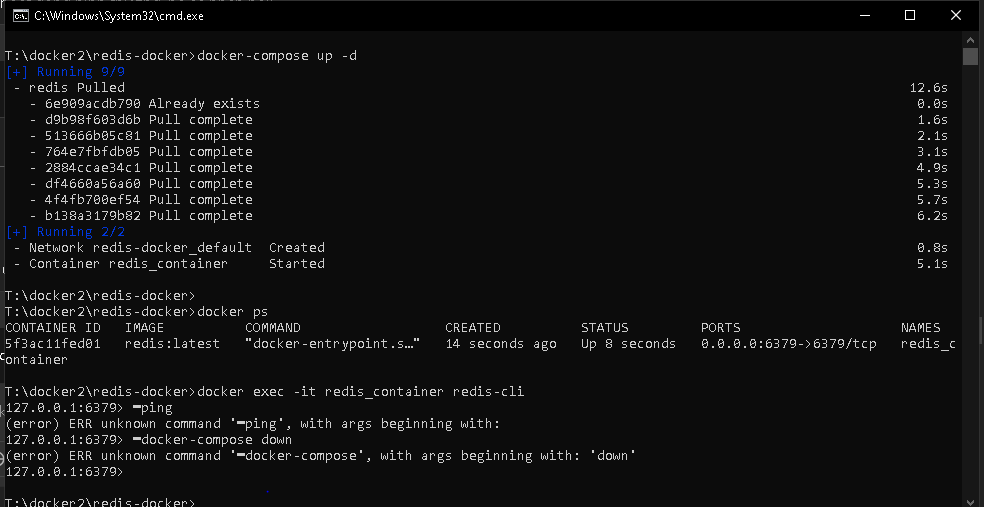 C:\Windows\System32\cmd.exe
T:\docker2\redis-docker>docker-compose up -d
[+] Running 9/9
- redis Pulled 12.6s
- 6e909acdb790 Already exists 0.0s
- d9b98f603d6b Pull complete 1.6s
- 513666b05c81 Pull complete 2.1s
- 764e7fbfdb05 Pull complete 3.1s
- 2884ccae34c1 Pull complete 4.9s
- df4660a56a60 Pull complete 5.3s
- 4f4fb700ef54 Pull complete 5.7s
- b138a3179b82 Pull complete 6.2s
[+] Running 2/2
- Network redis-docker_default Created 0.8s
- Container redis_container Started 5.1s
T:\docker2\redis-docker>
T:\docker2\redis-docker>docker ps
CONTAINER ID IMAGE COMMAND CREATED STATUS PORTS NAMES
5f3ac11fed01 redis:latest "docker-entrypoint.s…" 14 seconds ago Up 8 seconds 0.0.0.0:6379->6379/tcp redis_c
ontainer
T:\docker2\redis-docker>docker exec -it redis_container redis-cli
127.0.0.1:6379> ━ping
(error) ERR unknown command '━ping', with args beginning with:
127.0.0.1:6379> ━docker-compose down
(error) ERR unknown command '━docker-compose', with args beginning with: 'down'
127.0.0.1:6379>
T:\docker2\redis-docker>